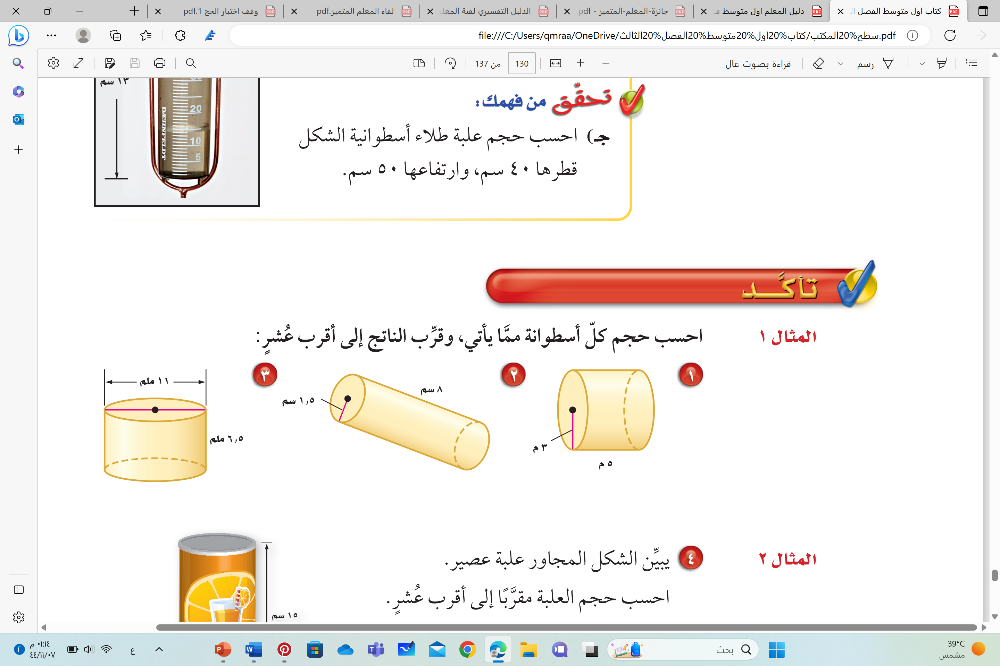 كتاب اول متوسط الفصل ال
دليل المعلم اول متوسط ف
جائزة-المعلم-المتميز - pdf.
الدليل التفسيري لفئة المعلم
لقاء المعلم المتميز.pdf
وقف اختبار الحج 1.pdf
file:///C:/Users/qmraa/OneDrive/سطح%20المكتب/كتاب%20اول%20متوسط%20الفصل%20الثالث.pdf
قراءة بصوت عالٍ
رسم
130
من 137
١٣ سم
20
10
5
DÆHNFELDT
تحقَّق من فهمك:
جـ) احسب حجم علبة طلاء أسطوانية الشكل
قطرها ٤٠ سم، وارتفاعها ٥٠ سم.
تأكَّد
المثال ١
احسب حجم كلّ أسطوانة ممَّا يأتي، وقرِّب الناتج إلى أقرب عُشرٍ:
١
٣ م
٥ م
٢
٨ سم
١,٥ سم
٣
١١ ملم
٦,٥ ملم
المثال ٢
٤ يبيِّن الشكل المجاور علبة عصير.
احسب حجم العلبة مقرَّبًا إلى أقرب عُشرٍ.
١٥ سم
39°C
مشمس
بحث
ع
٠١:١٤ م
٤٤/١١/٠٧
٢